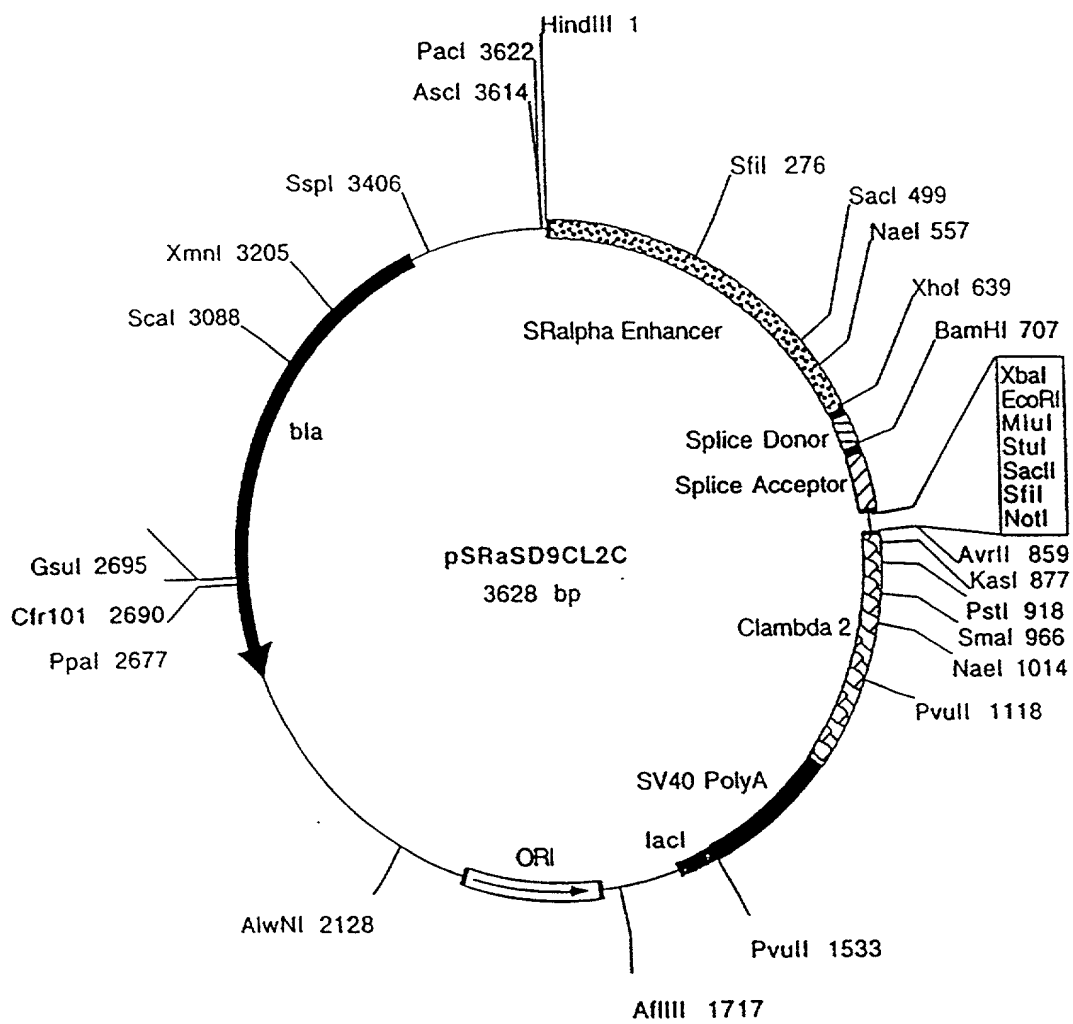 HindIII 1
PacI 3622
AscI 3614
SspI 3406
XmnI 3205
ScaI 3088
SfiI 276
SacI 499
NaeI 557
XhoI 639
BamHI 707
SRalpha Enhancer
XbaI
EcoRI
MluI
StuI
SacII
SfiI
NotI
bla
Splice Donor
Splice Acceptor
pSRaSD9CL2C
3628 bp
AvrII 859
KasI 877
PstI 918
SmaI 966
NaeI 1014
Clambda 2
PvuII 1118
GsuI 2695
Cfr101 2690
PpaI 2677
SV40 PolyA
lacI
ORI
AlwNI 2128
PvuII 1533
AflIII 1717